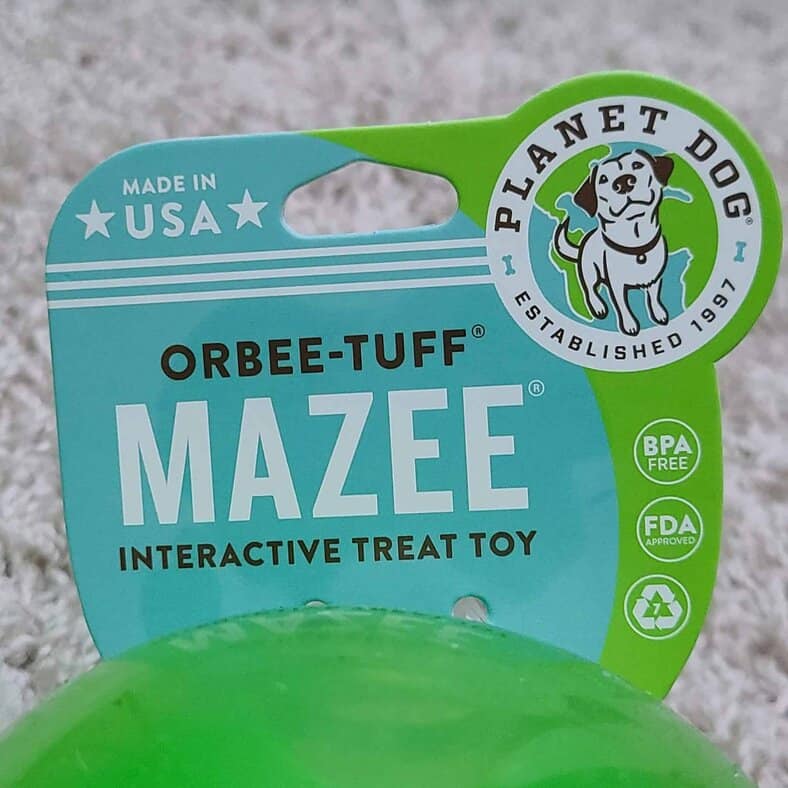 MADE IN
USA
PLANET DOG®
ESTABLISHED 1997
ORBEE-TUFF®
MAZEE®
INTERACTIVE TREAT TOY
BPA
FREE
FDA
APPROVED
7